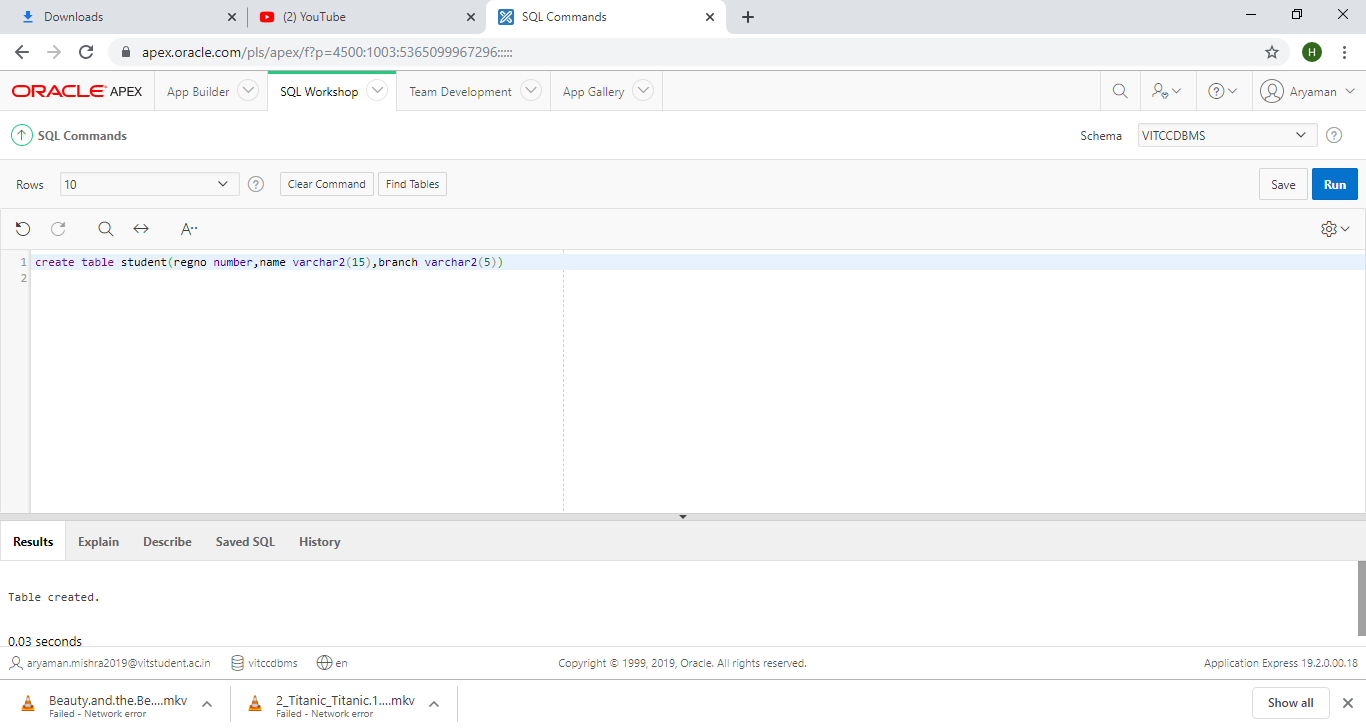 Downloads
(2) YouTube
SQL Commands
apex.oracle.com/pls/apex/f?p=4500:1003:5365099967296:::::
H
ORACLE APEX
App Builder
SQL Workshop
Team Development
App Gallery
Aryaman
SQL Commands
Schema
VITCCDBMS
Rows
10
Clear Command
Find Tables
Save
Run
A··
1 create table student(regno number,name varchar2(15),branch varchar2(5))
2
Results
Explain
Describe
Saved SQL
History
Table created.
0.03 seconds
aryaman.mishra2019@vitstudent.ac.in
vitccdbms
en
Copyright © 1999, 2019, Oracle. All rights reserved.
Application Express 19.2.0.00.18
Beauty.and.the.Be....mkv
Failed - Network error
2_Titanic_Titanic.1....mkv
Failed - Network error
Show all